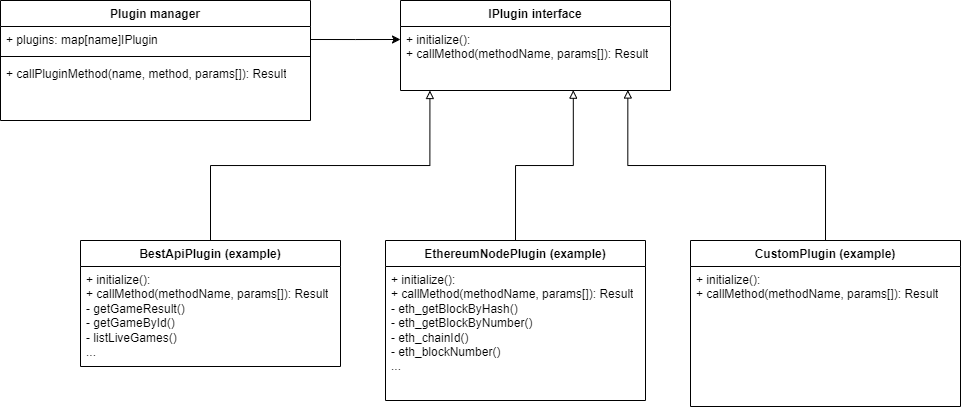 Plugin manager
+ plugins: map[name]IPlugin
+ callPluginMethod(name, method, params[]): Result
IPlugin interface
+ initialize():
+ callMethod(methodName, params[]): Result
BestApiPlugin (example)
+ initialize():
+ callMethod(methodName, params[]): Result
- getGameResult()
- getGameById()
- listLiveGames()
...
EthereumNodePlugin (example)
+ initialize():
+ callMethod(methodName, params[]): Result
- eth_getBlockByHash()
- eth_getBlockByNumber()
- eth_chainId()
- eth_blockNumber()
...
CustomPlugin (example)
+ initialize():
+ callMethod(methodName, params[]): Result